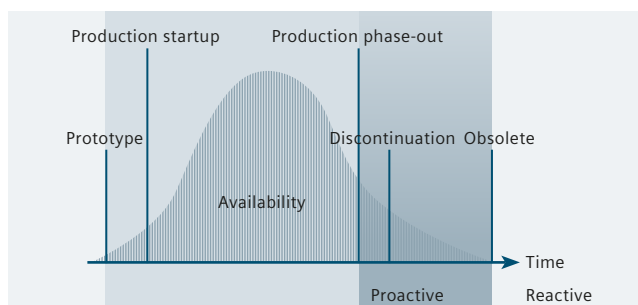 Production startup
Production phase-out
Prototype
Discontinuation
Obsolete
Availability
Time
Proactive
Reactive